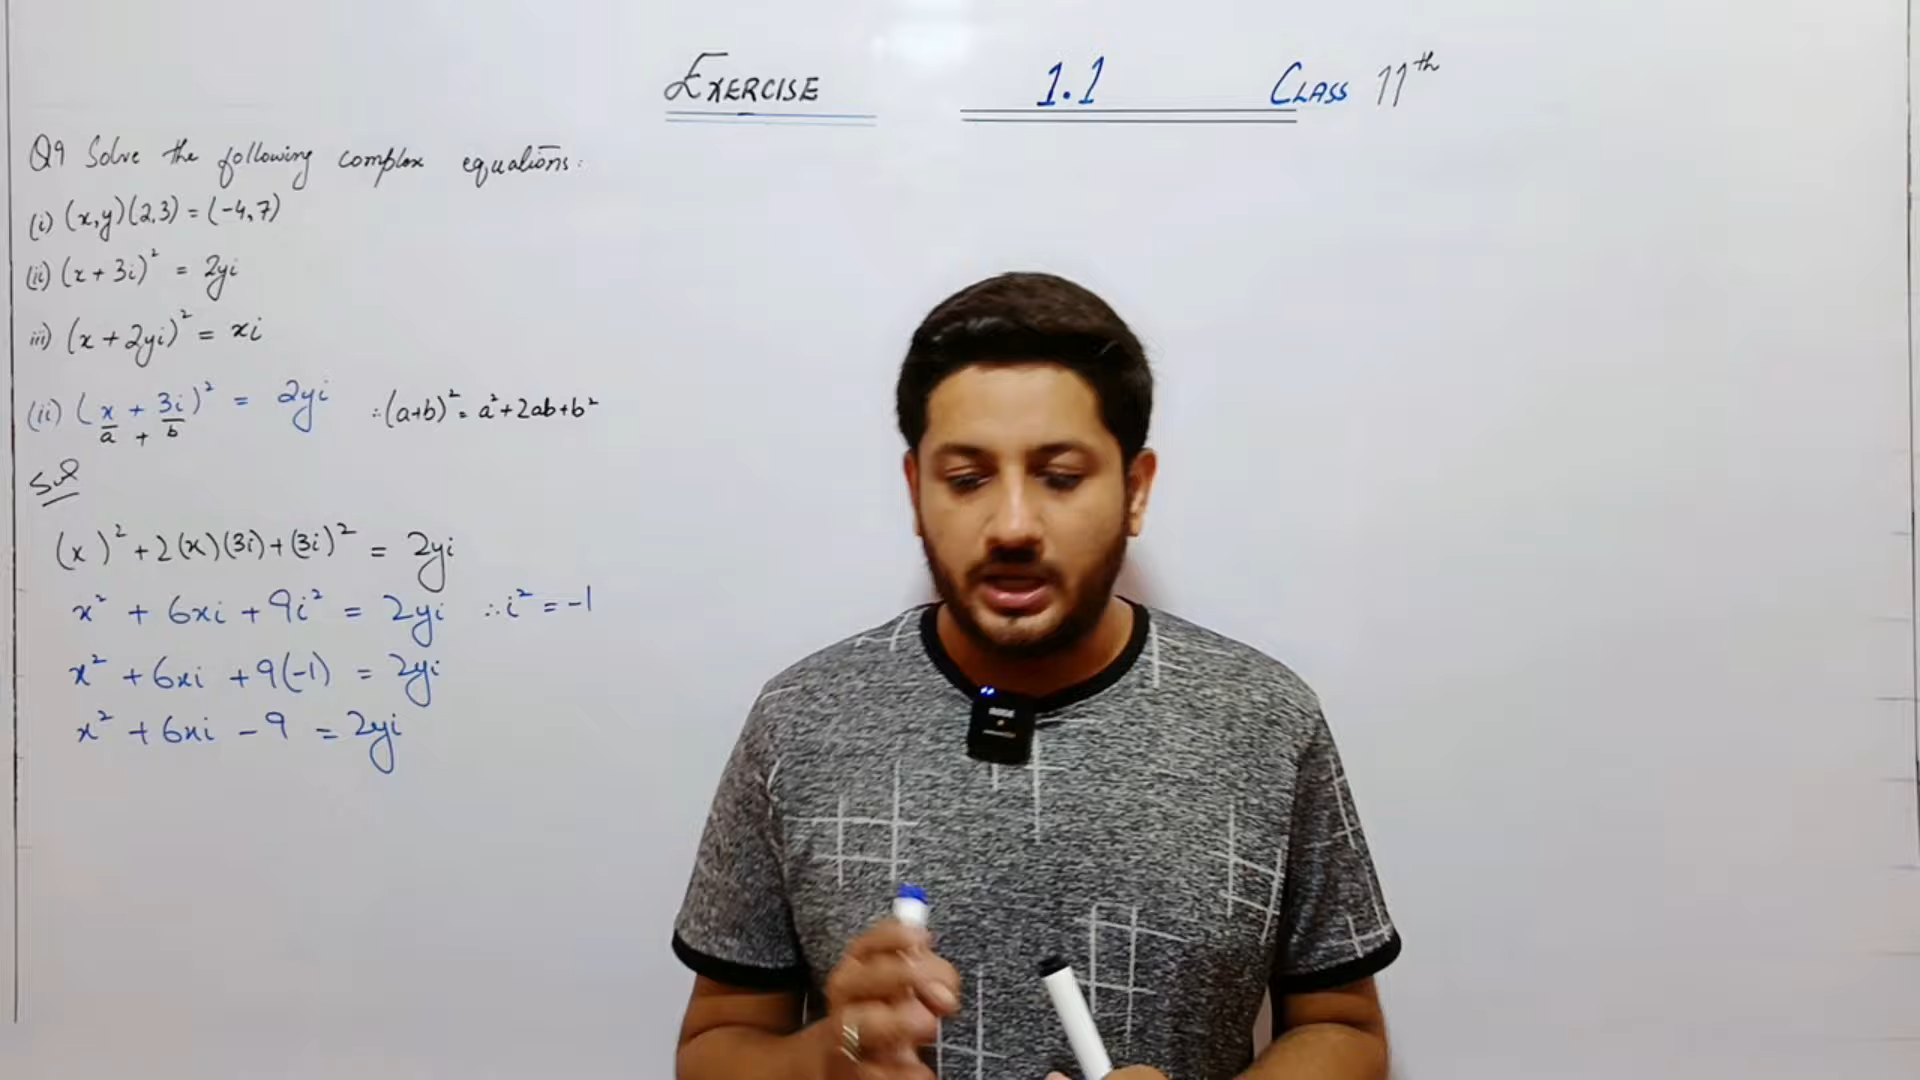 EXERCISE 1.1 CLASS 11th
Q9 Solve the following complex equations:
(i) (x,y)(2,3) = (-4,7)
(ii) (x + 3i)² = 2yi
iii) (x + 2yi)² = xi
(ii) (x + 3i)² = 2yi ∴(a+b)² = a² + 2ab + b²
a + b
Sol
(x)² + 2(x)(3i) + (3i)² = 2yi
x² + 6xi + 9i² = 2yi ∴ i² = -1
x² + 6xi + 9(-1) = 2yi
x² + 6xi - 9 = 2yi